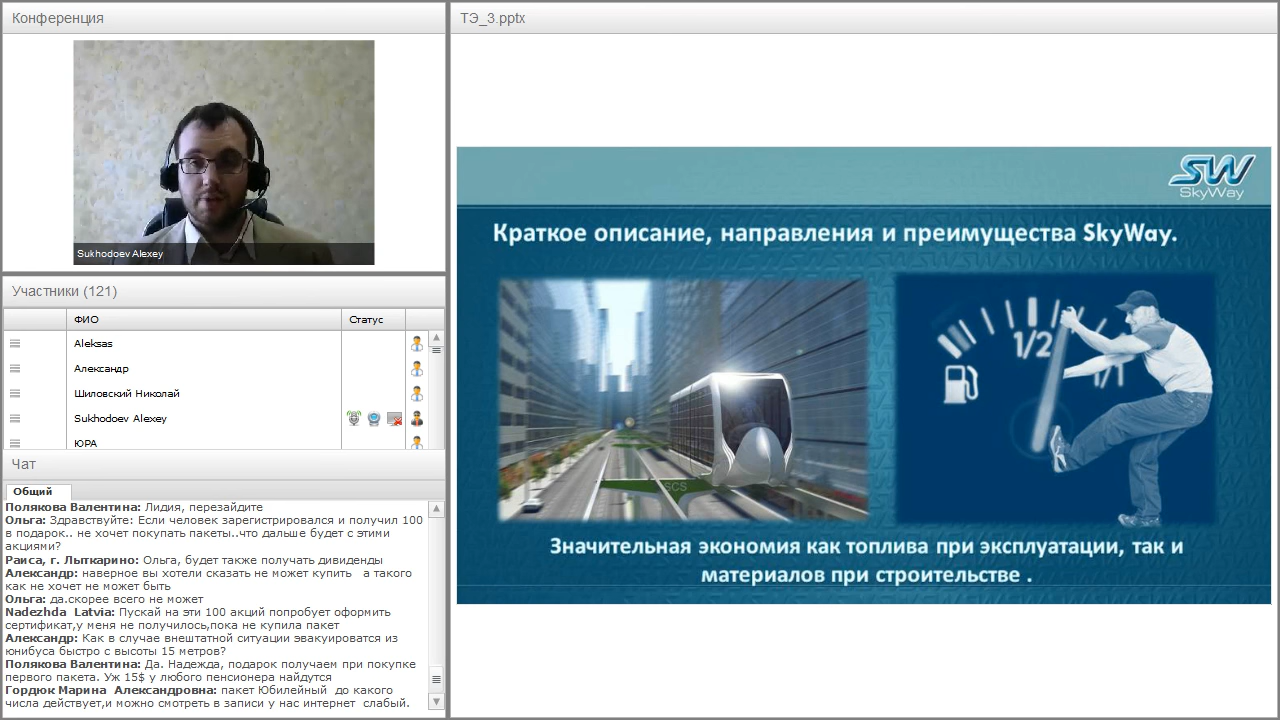 Конференция
Sukhodoev Alexey
Участники (121)
ФИО
Статус
Aleksas
Александр
Шиловский Николай
Sukhodoev Alexey
ЮРА
Чат
Общий
Полякова Валентина: Лидия, перезайдите
Ольга: Здравствуйте: Если человек зарегистрировался и получил 100
в подарок.. не хочет покупать пакеты..что дальше будет с этими
акциями?
Раиса, г. Лыткарино: Ольга, будет также получать дивиденды
Александр: наверное вы хотели сказать не может купить а такого
как не хочет не может быть
Ольга: да.скорее всего не может
Nadezhda Latvia: Пускай на эти 100 акций попробует оформить
сертификат,у меня не получилось,пока не купила пакет
Александр: Как в случае внештатной ситуации эвакуироватся из
юнибуса быстро с высоты 15 метров?
Полякова Валентина: Да. Надежда, подарок получаем при покупке
первого пакета. Уж 15$ у любого пенсионера найдутся
Гордюк Марина Александровна: пакет Юбилейный до какого
числа действует,и можно смотреть в записи у нас интернет слабый.
ТЭ_3.pptx
SW
SkyWay
Краткое описание, направления и преимущества SkyWay.
SCS
1/2
1/1
Значительная экономия как топлива при эксплуатации, так и
материалов при строительстве .